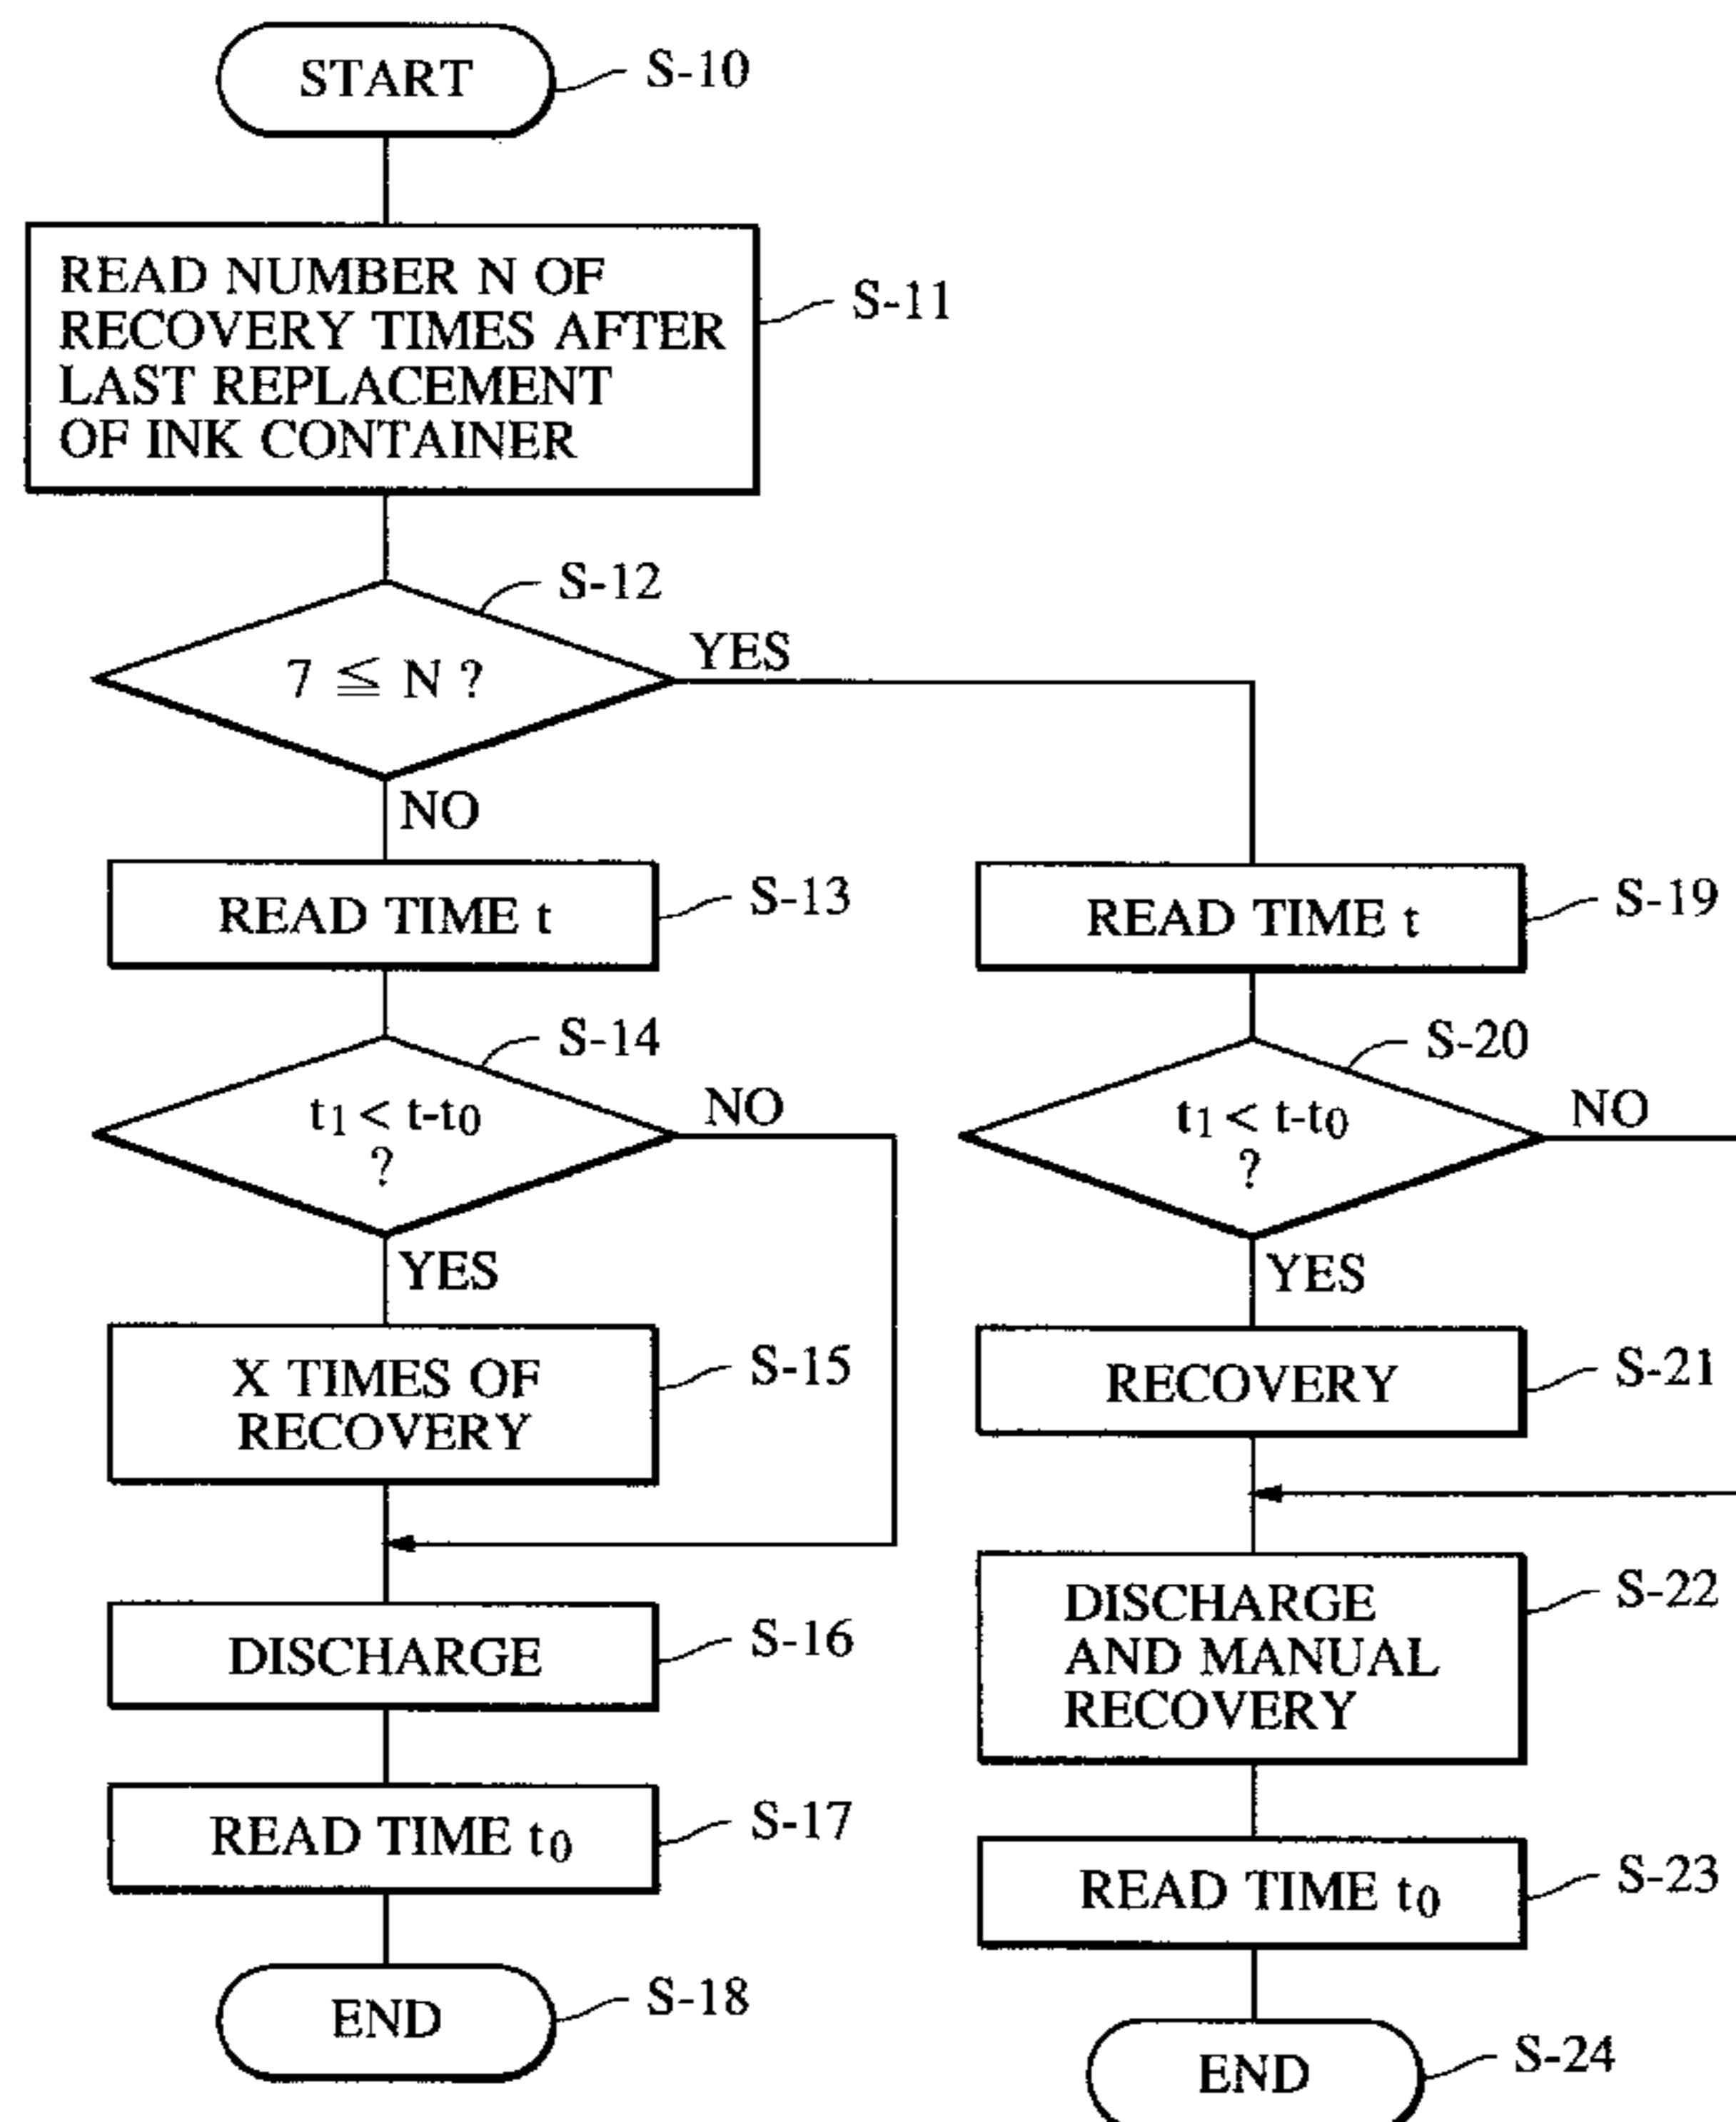 START
S-10
READ NUMBER N OF
RECOVERY TIMES AFTER
LAST REPLACEMENT
OF INK CONTAINER
S-11
S-12
7 ≦ N ?
YES
NO
READ TIME t
S-13
S-14
t1 < t-t0
?
NO
YES
X TIMES OF
RECOVERY
S-15
DISCHARGE
S-16
READ TIME t0
S-17
END
S-18
READ TIME t
S-19
S-20
t1 < t-t0
?
NO
YES
RECOVERY
S-21
DISCHARGE
AND MANUAL
RECOVERY
S-22
READ TIME t0
S-23
END
S-24